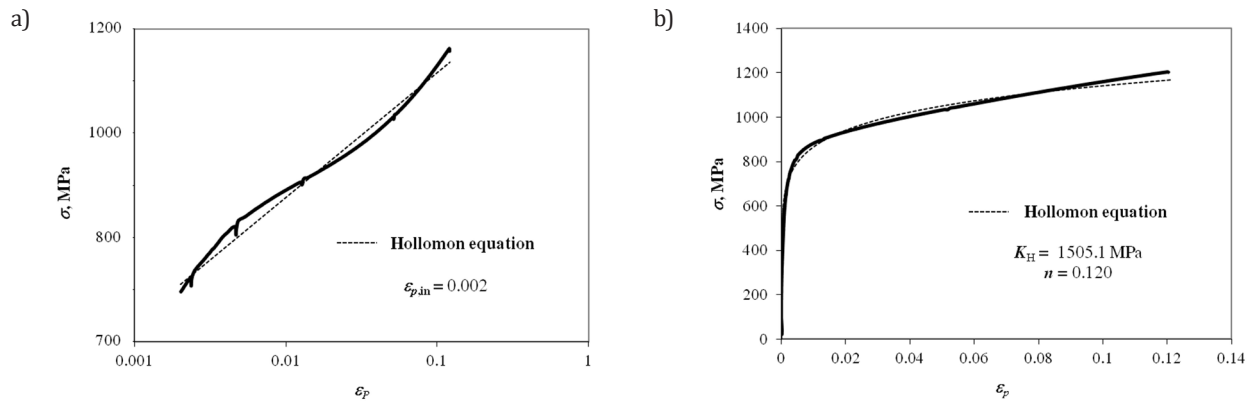 a)
1200
1000
800
700
σ, MPa
0.001
0.01
0.1
1
εp
Hollomon equation
εp,in = 0.002
b)
1400
1200
1000
800
600
400
200
0
σ, MPa
0
0.02
0.04
0.06
0.08
0.1
0.12
0.14
εp
Hollomon equation
KH = 1505.1 MPa
n = 0.120